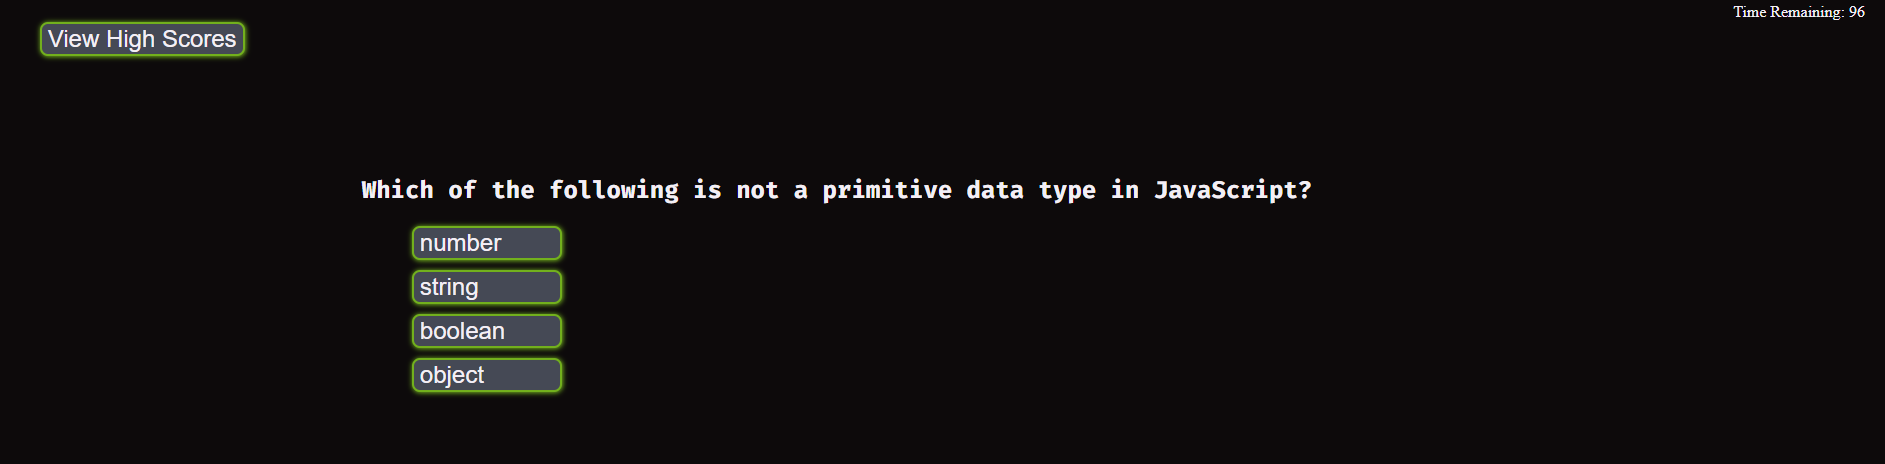 Time Remaining: 96
View High Scores
Which of the following is not a primitive data type in JavaScript?
number
string
boolean
object